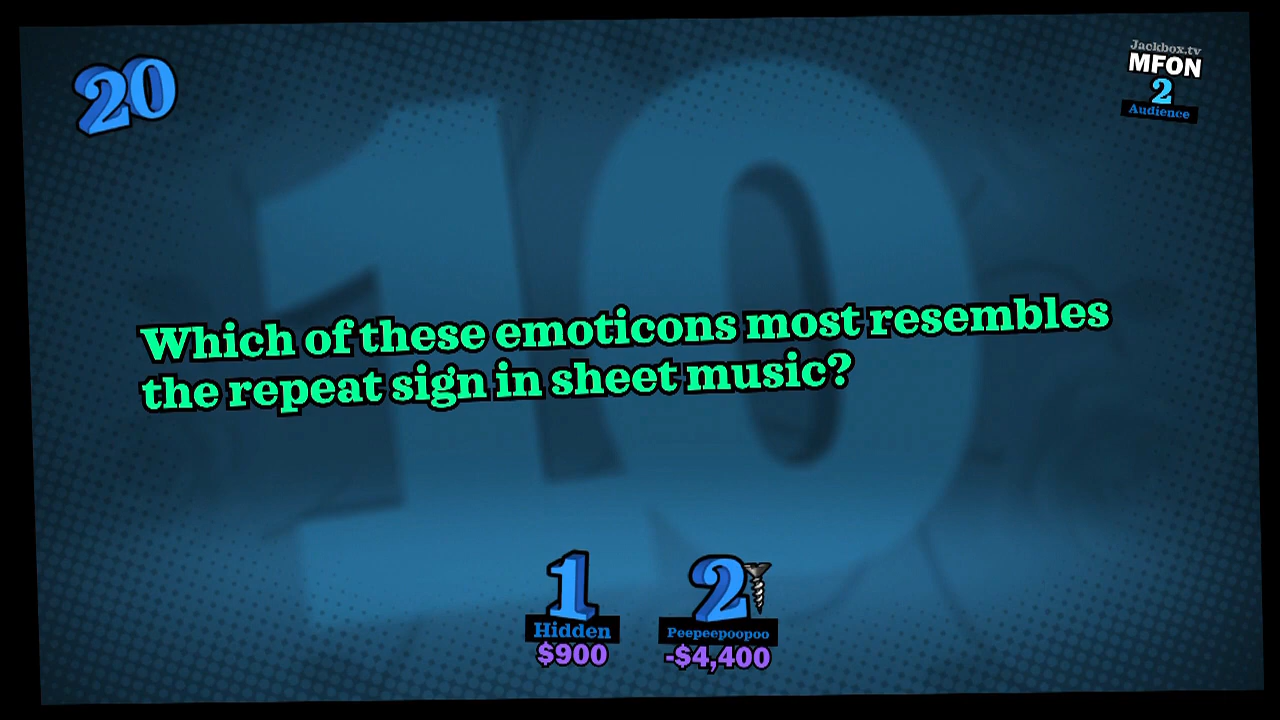 20
Jackbox.tv
MFON
2
Audience
10
Which of these emoticons most resembles
the repeat sign in sheet music?
1
Hidden
$900
2
Peepeepoopoo
-$4,400